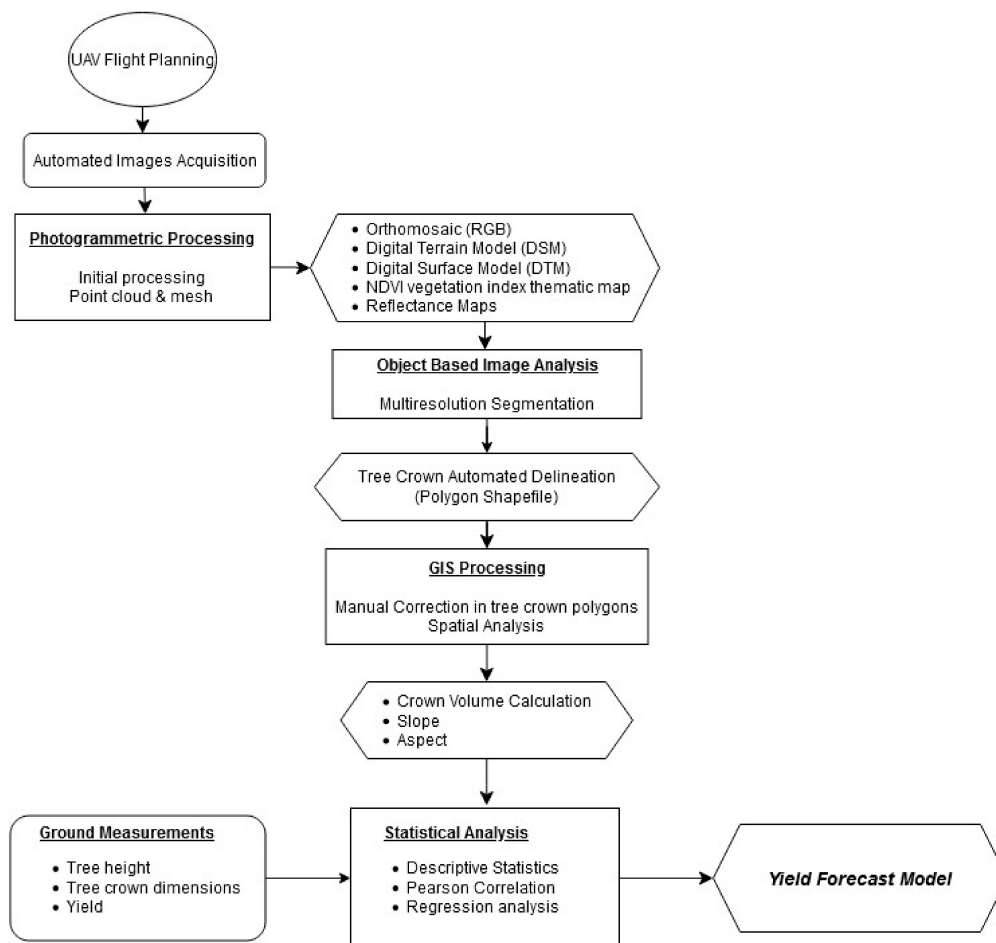 UAV Flight Planning
Automated Images Acquisition
Photogrammetric Processing
Initial processing
Point cloud & mesh
• Orthomosaic (RGB)
• Digital Terrain Model (DSM)
• Digital Surface Model (DTM)
• NDVI vegetation index thematic map
• Reflectance Maps
Object Based Image Analysis
Multiresolution Segmentation
Tree Crown Automated Delineation
(Polygon Shapefile)
GIS Processing
Manual Correction in tree crown polygons
Spatial Analysis
• Crown Volume Calculation
• Slope
• Aspect
Ground Measurements
• Tree height
• Tree crown dimensions
• Yield
Statistical Analysis
• Descriptive Statistics
• Pearson Correlation
• Regression analysis
Yield Forecast Model